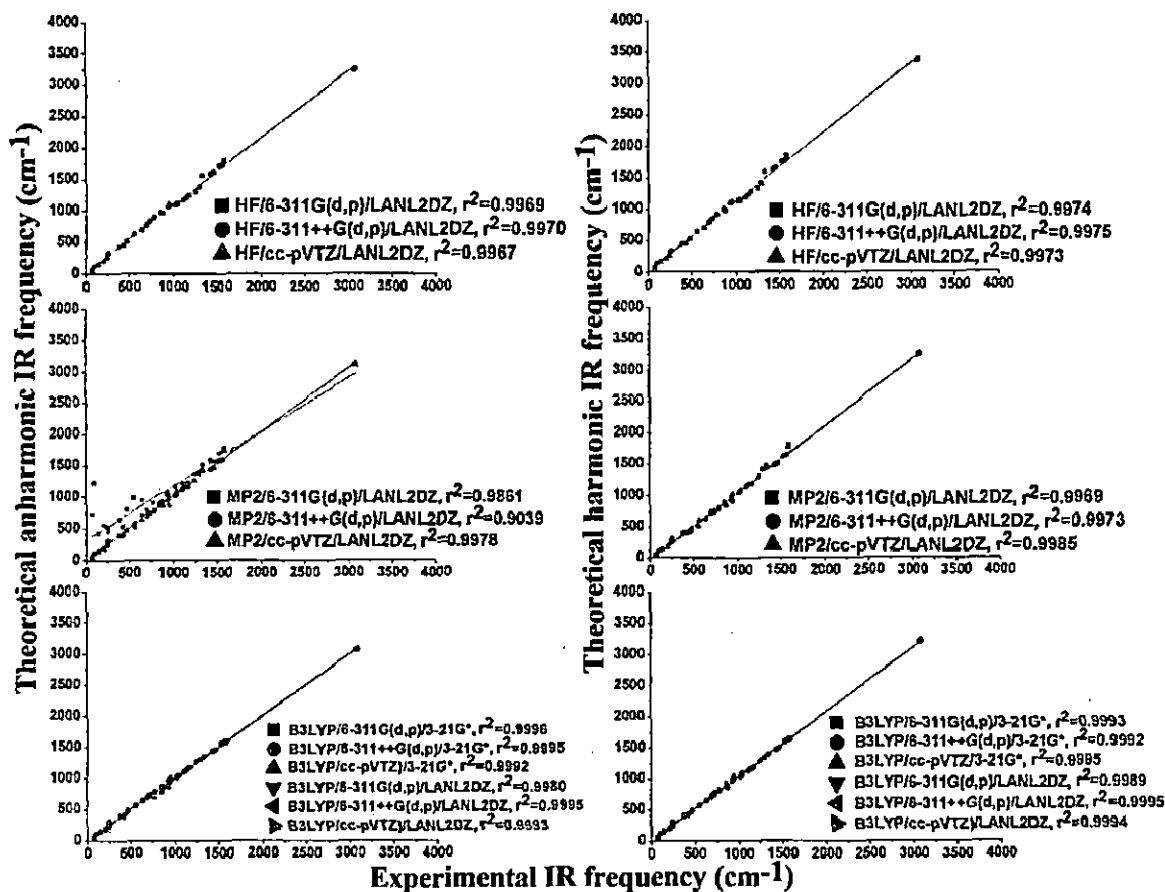 Theoretical anharmonic IR frequency (cm-1)
4000
3500
3000
2500
2000
1500
1000
500
0
HF/6-311G(d,p)/LANL2DZ, r2=0.9969
HF/6-311++G(d,p)/LANL2DZ, r2=0.9970
HF/cc-pVTZ/LANL2DZ, r2=0.9967
0 500 1000 1500 2000 2500 3000 3500 4000
4000
3500
3000
2500
2000
1500
1000
500
0
MP2/6-311G(d,p)/LANL2DZ, r2=0.9861
MP2/6-311++G(d,p)/LANL2DZ, r2=0.9039
MP2/cc-pVTZ/LANL2DZ, r2=0.9978
0 500 1000 1500 2000 2500 3000 3500 4000
4000
3500
3000
2500
2000
1500
1000
500
0
B3LYP/6-311G(d,p)/3-21G*, r2=0.9996
B3LYP/6-311++G(d,p)/3-21G*, r2=0.9995
B3LYP/cc-pVTZ)/3-21G*, r2=0.9992
B3LYP/6-311G(d,p)/LANL2DZ, r2=0.9980
B3LYP/6-311++G(d,p)/LANL2DZ, r2=0.9995
B3LYP/cc-pVTZ)/LANL2DZ, r2=0.9993
0 500 1000 1500 2000 2500 3000 3500 4000
Theoretical harmonic IR frequency (cm-1)
4000
3500
3000
2500
2000
1500
1000
500
0
HF/6-311G(d,p)/LANL2DZ, r2=0.9974
HF/6-311++G(d,p)/LANL2DZ, r2=0.9975
HF/cc-pVTZ/LANL2DZ, r2=0.9973
0 500 1000 1500 2000 2500 3000 3500 4000
4000
3500
3000
2500
2000
1500
1000
500
0
MP2/6-311G(d,p)/LANL2DZ, r2=0.9969
MP2/6-311++G(d,p)/LANL2DZ, r2=0.9973
MP2/cc-pVTZ/LANL2DZ, r2=0.9985
0 500 1000 1500 2000 2500 3000 3500 4000
4000
3500
3000
2500
2000
1500
1000
500
0
B3LYP/6-311G(d,p)/3-21G*, r2=0.9993
B3LYP/6-311++G(d,p)/3-21G*, r2=0.9992
B3LYP/cc-pVTZ/3-21G*, r2=0.9995
B3LYP/6-311G(d,p)/LANL2DZ, r2=0.9989
B3LYP/6-311++G(d,p)/LANL2DZ, r2=0.9995
B3LYP/cc-pVTZ)/LANL2DZ, r2=0.9994
0 500 1000 1500 2000 2500 3000 3500 4000
Experimental IR frequency (cm-1)